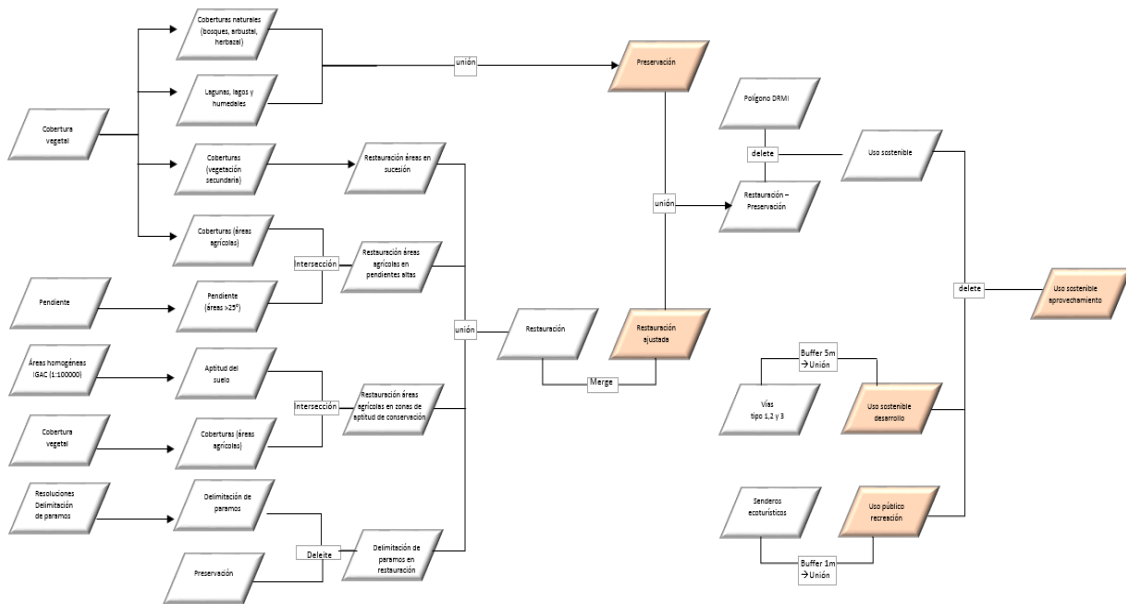 Coberturas naturales
(bosques, arbustal,
herbazal)
unión
Preservación
Lagunas, lagos y
humedales
Polígono DRMI
Cobertura
vegetal
delete
Uso sostenible
Coberturas
(vegetación
secundaria)
Restauración áreas en
sucesión
Restauración –
Preservación
unión
Coberturas (áreas
agrícolas)
Intersección
Restauración áreas
agrícolas en
pendientes altas
Pendiente
Pendiente
(áreas >25°)
delete
Uso sostenible
aprovechamiento
unión
Restauración
Restauración
ajustada
Merge
Áreas homogéneas
IGAC (1:100000)
Aptitud del
suelo
Intersección
Restauración áreas
agrícolas en zonas de
aptitud de conservación
Buffer 5m
→Unión
Vías
tipo 1,2 y 3
Uso sostenible
desarrollo
Cobertura
vegetal
Coberturas (áreas
agrícolas)
Resoluciones
Delimitación
de paramos
Delimitación de
paramos
Senderos
ecoturísticos
Uso público
recreación
Deleite
Delimitación de
paramos en
restauración
Preservación
Buffer 1m
→Unión